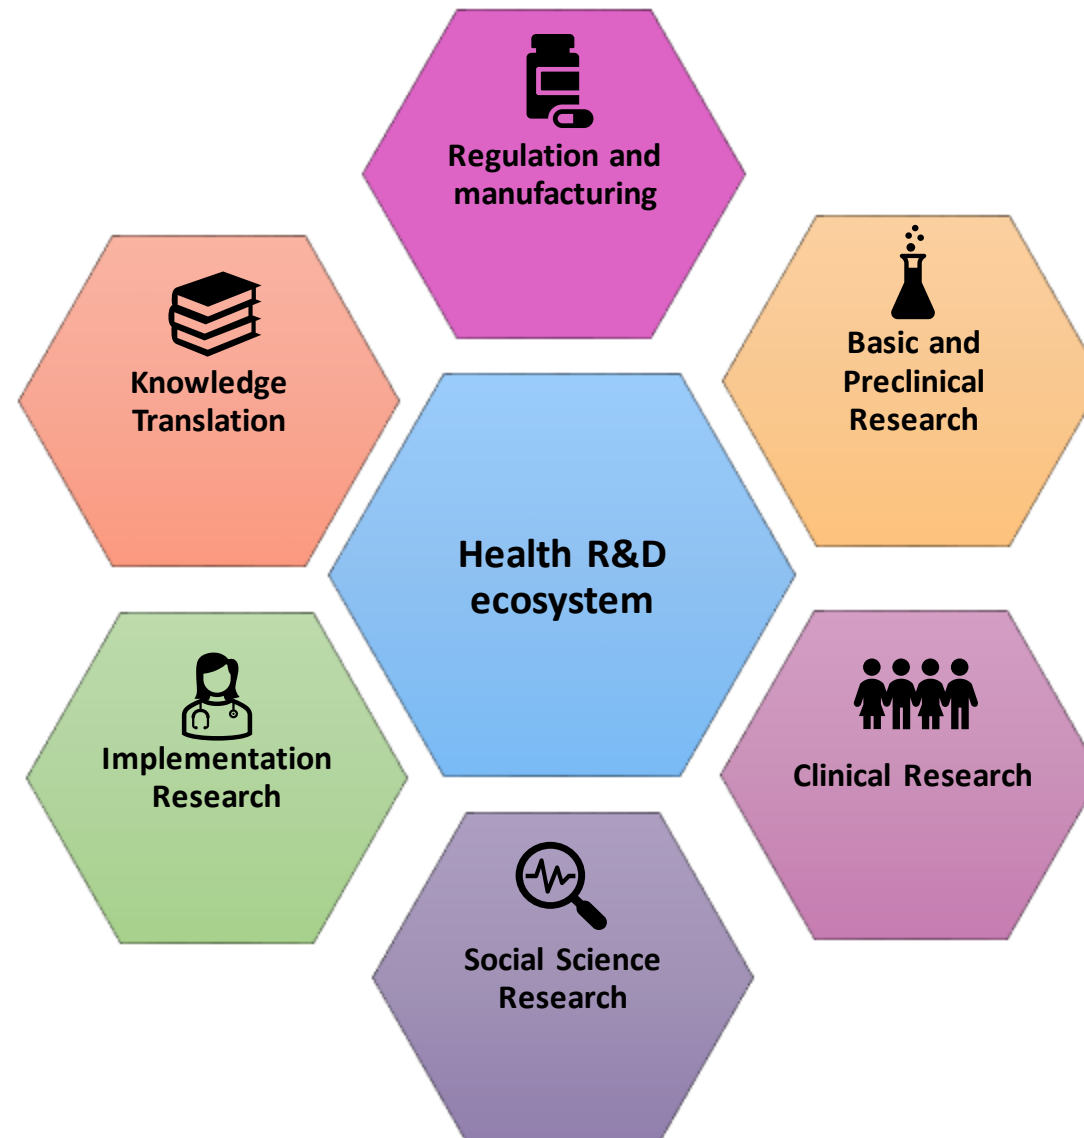 Regulation and
manufacturing
Basic and
Preclinical
Research
Knowledge
Translation
Health R&D
ecosystem
Implementation
Research
Clinical Research
Social Science
Research